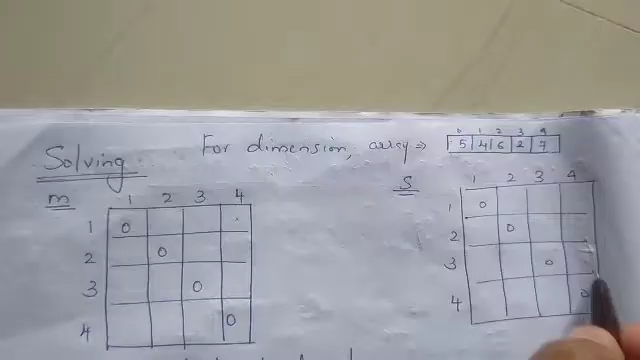 Solving For dimension, array →
0 1 2 3 4
5 4 6 2 7
m
1 2 3 4
1 0
2 0
3 0
4 0
S
1 2 3 4
1 0
2 0
3 0
4 0